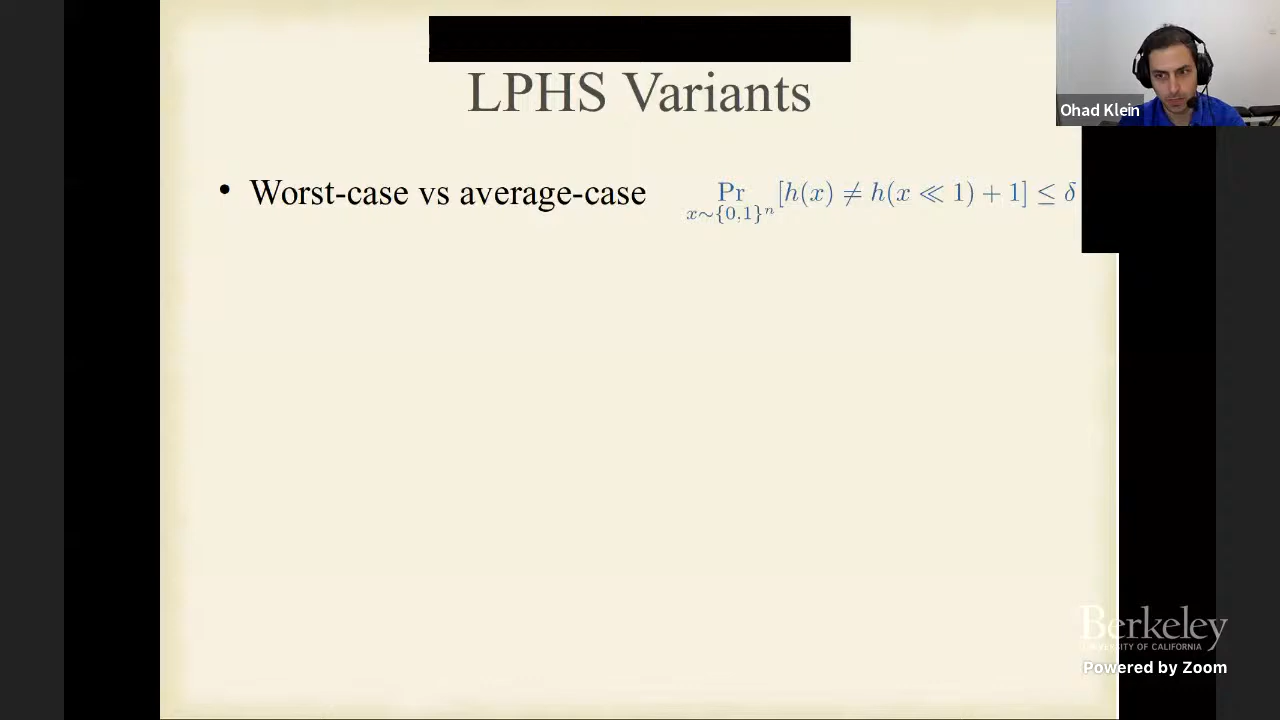 LPHS Variants
Ohad Klein
• Worst-case vs average-case Pr_{x∼{0,1}^n} [h(x) ≠ h(x ≪ 1) + 1] ≤ δ
Berkeley
UNIVERSITY OF CALIFORNIA
Powered by Zoom